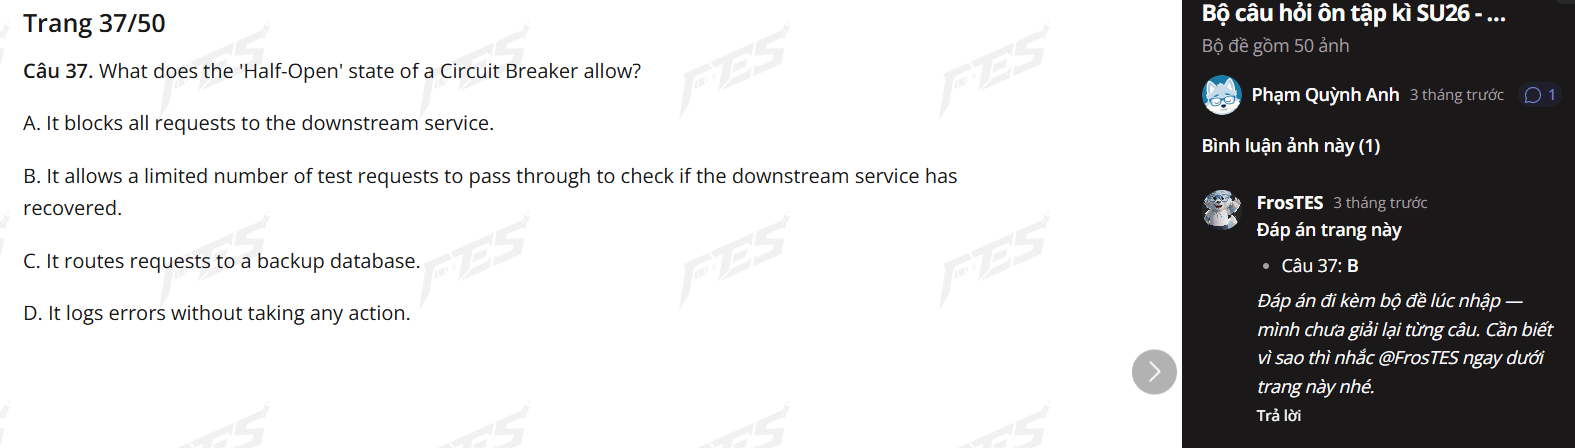 Trang 37/50
Câu 37. What does the 'Half-Open' state of a Circuit Breaker allow?
A. It blocks all requests to the downstream service.
B. It allows a limited number of test requests to pass through to check if the downstream service has
recovered.
C. It routes requests to a backup database.
D. It logs errors without taking any action.
Bộ câu hỏi ôn tập kì SU26 - ...
Bộ đề gồm 50 ảnh
Phạm Quỳnh Anh 3 tháng trước 1
Bình luận ảnh này (1)
FrosTES 3 tháng trước
Đáp án trang này
• Câu 37: B
Đáp án đi kèm bộ đề lúc nhập —
mình chưa giải lại từng câu. Cần biết
vì sao thì nhắc @FrosTES ngay dưới
trang này nhé.
Trả lời
FTES